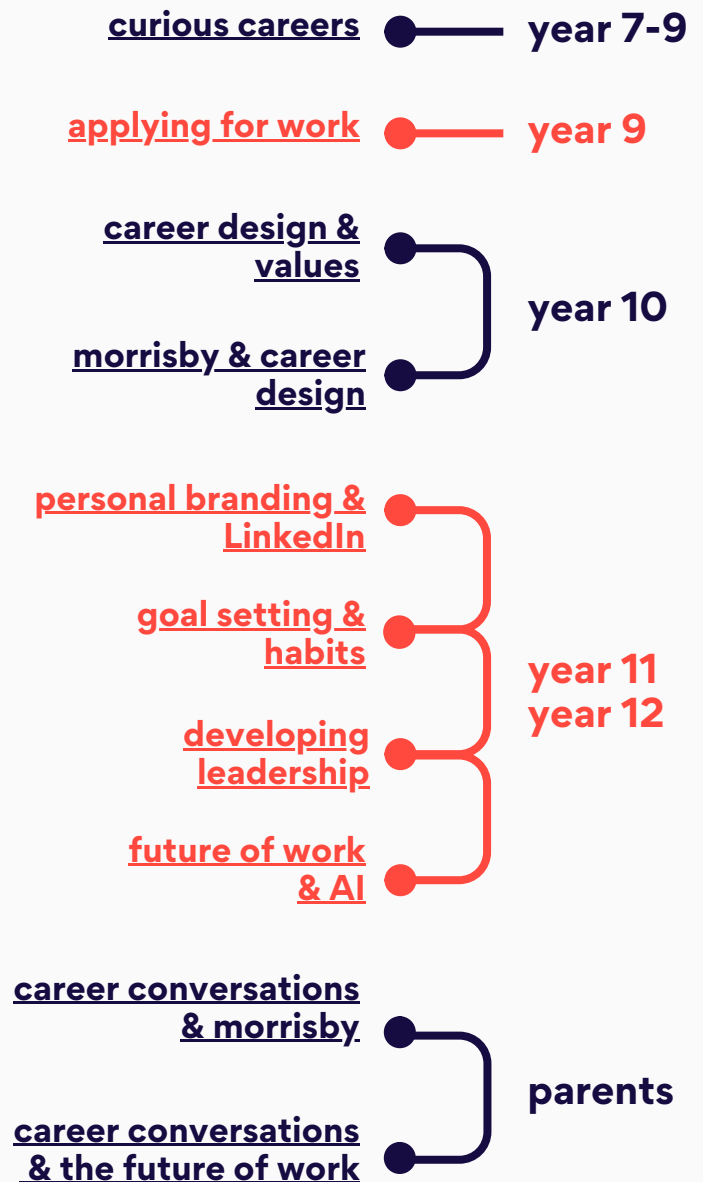 curious careers
year 7-9
applying for work
year 9
career design &
values
morrisby & career
design
year 10
personal branding &
LinkedIn
goal setting &
habits
developing
leadership
future of work
& AI
year 11
year 12
career conversations
& morrisby
career conversations
& the future of work
parents